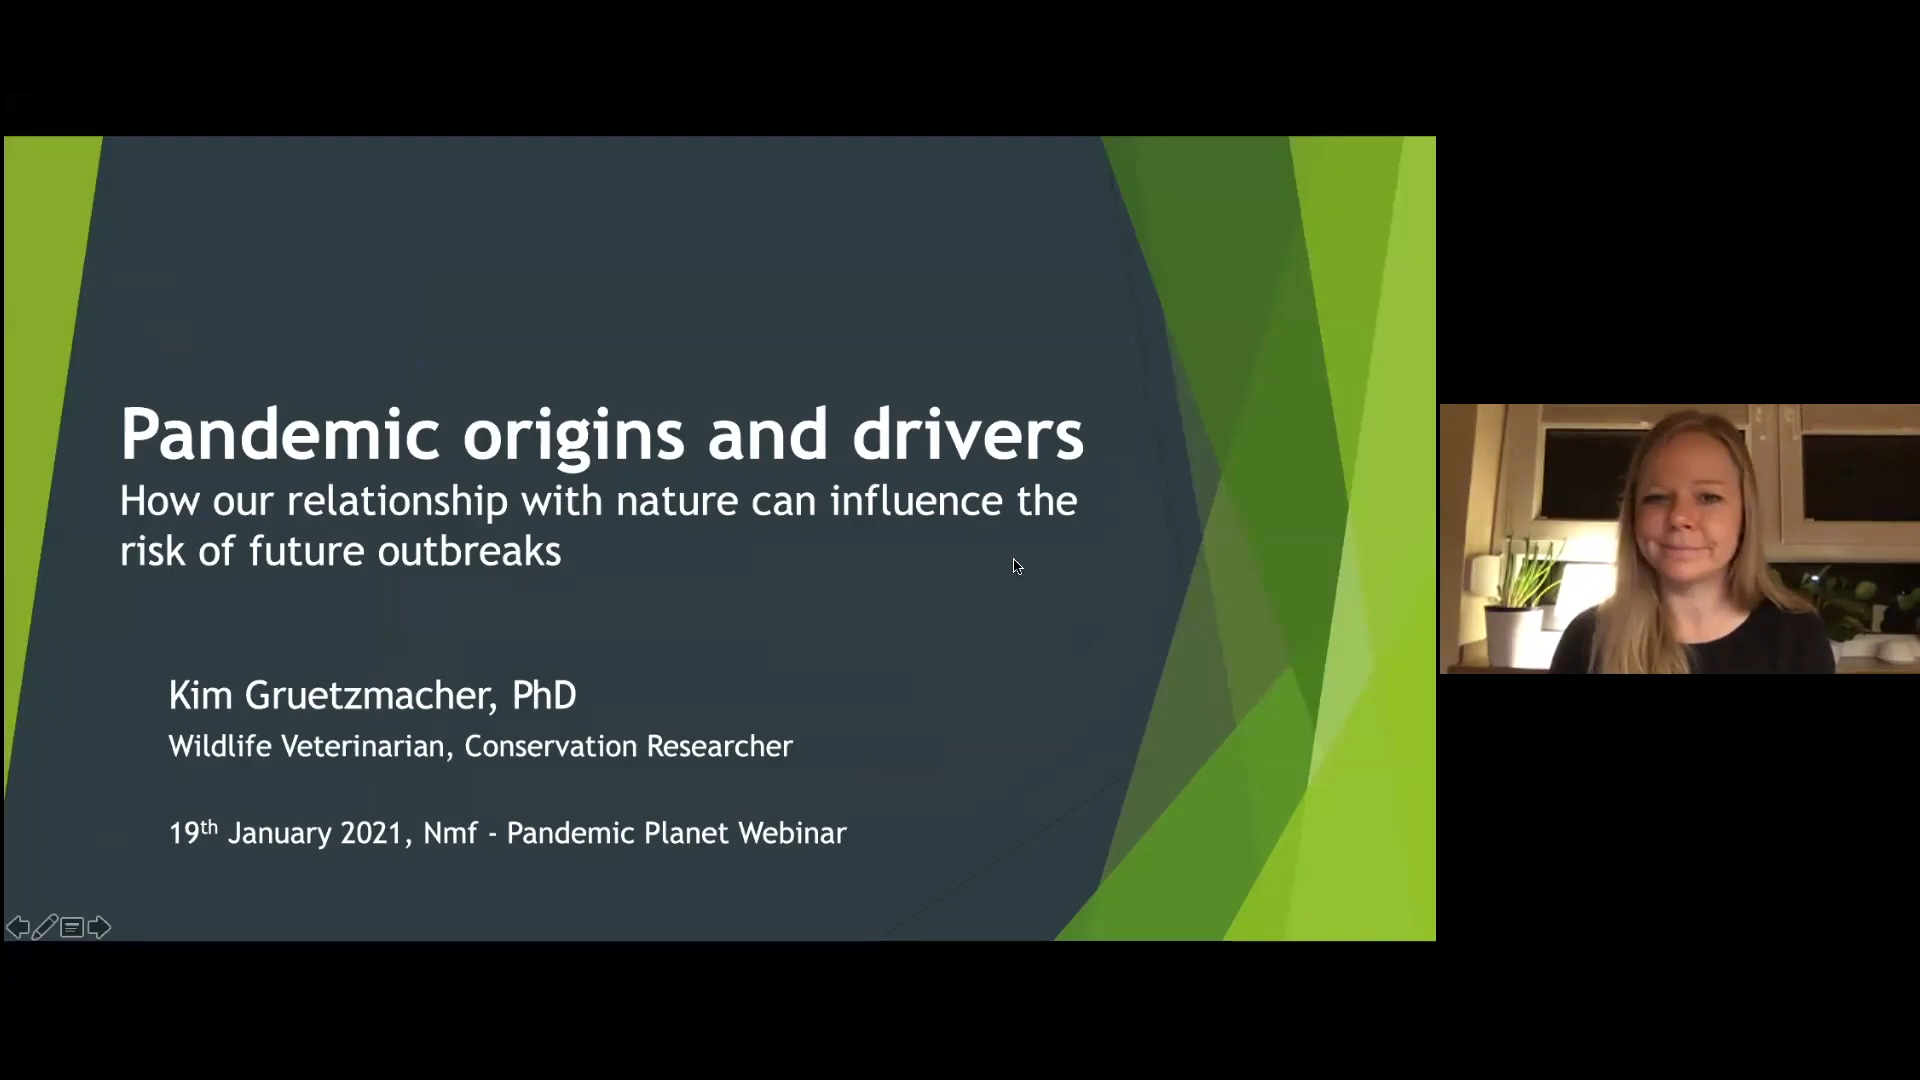 Pandemic origins and drivers
How our relationship with nature can influence the
risk of future outbreaks
Kim Gruetzmacher, PhD
Wildlife Veterinarian, Conservation Researcher
19th January 2021, Nmf - Pandemic Planet Webinar